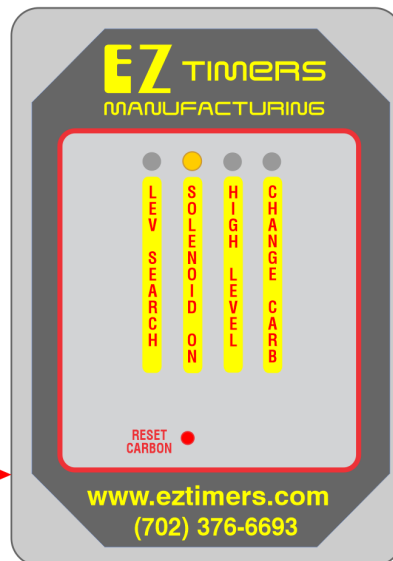 EZ TIMERS
MANUFACTURING
LEV SEARCH
SOLENOID ON
HIGH LEVEL
CHANGE CARB
RESET
CARBON
www.eztimers.com
(702) 376-6693